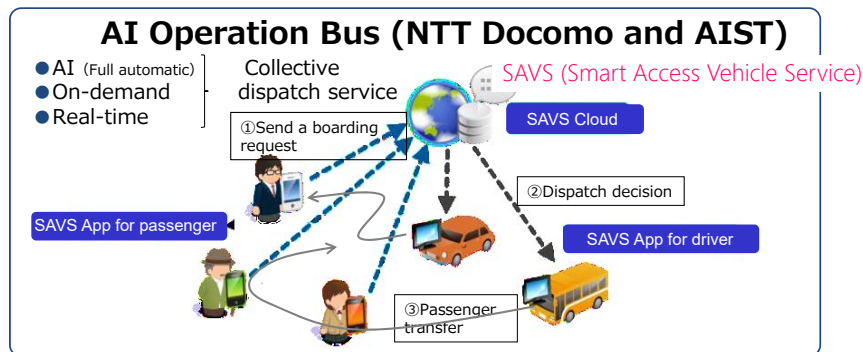 AI Operation Bus (NTT Docomo and AIST)
●AI (Full automatic)
●On-demand
●Real-time
Collective
dispatch service
SAVS (Smart Access Vehicle Service)
SAVS Cloud
①Send a boarding
request
②Dispatch decision
SAVS App for passenger
SAVS App for driver
③Passenger
transfer